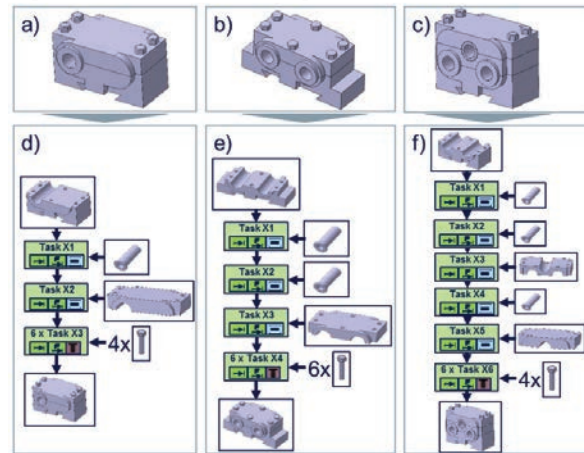 a)
b)
c)
d)
e)
f)
Task X1
Task X2
6 x Task X3
4x
Task X1
Task X2
Task X3
6 x Task X4
6x
Task X1
Task X2
Task X3
Task X4
Task X5
6 x Task X6
4x